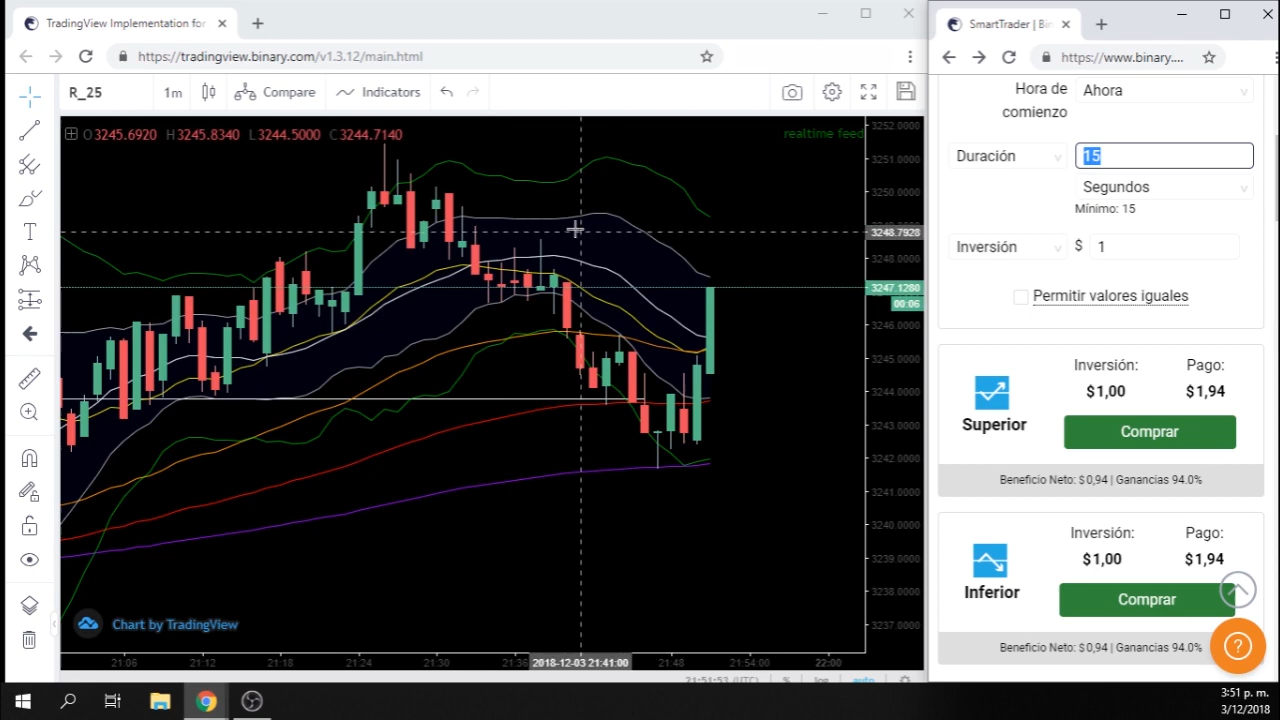 TradingView Implementation for
SmartTrader | Bin
https://tradingview.binary.com/v1.3.12/main.html
https://www.binary....
R_25
1m
Compare
Indicators
O3245.6920 H3245.8340 L3244.5000 C3244.7140
realtime feed
3252.0000
3251.0000
3250.0000
3248.7928
3248.0000
3247.1280
00:06
3246.0000
3245.0000
3244.0000
3243.0000
3242.0000
3241.0000
3240.0000
3239.0000
3238.0000
3237.0000
Chart by TradingView
21:06 21:12 21:18 21:24 21:30 21:36 2018-12-03 21:41:00 21:48 21:54:00 22:00
21:51:53 (UTC) % log auto
Hora de
comienzo
Ahora
Duración
15
Segundos
Mínimo: 15
Inversión
$ 1
Permitir valores iguales
Superior
Inversión: Pago:
$1,00 $1,94
Comprar
Beneficio Neto: $0,94 | Ganancias 94.0%
Inferior
Inversión: Pago:
$1,00 $1,94
Comprar
Beneficio Neto: $0,94 | Ganancias 94.0%
?
3:51 p. m.
3/12/2018